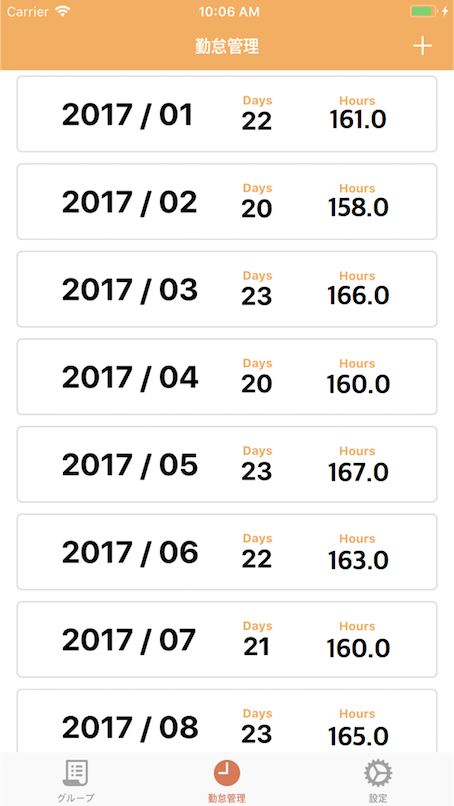 Carrier 10:06 AM
勤怠管理
Days Hours
2017 / 01 22 161.0
Days Hours
2017 / 02 20 158.0
Days Hours
2017 / 03 23 166.0
Days Hours
2017 / 04 20 160.0
Days Hours
2017 / 05 23 167.0
Days Hours
2017 / 06 22 163.0
Days Hours
2017 / 07 21 160.0
Days Hours
2017 / 08 23 165.0
グループ 勤怠管理 設定